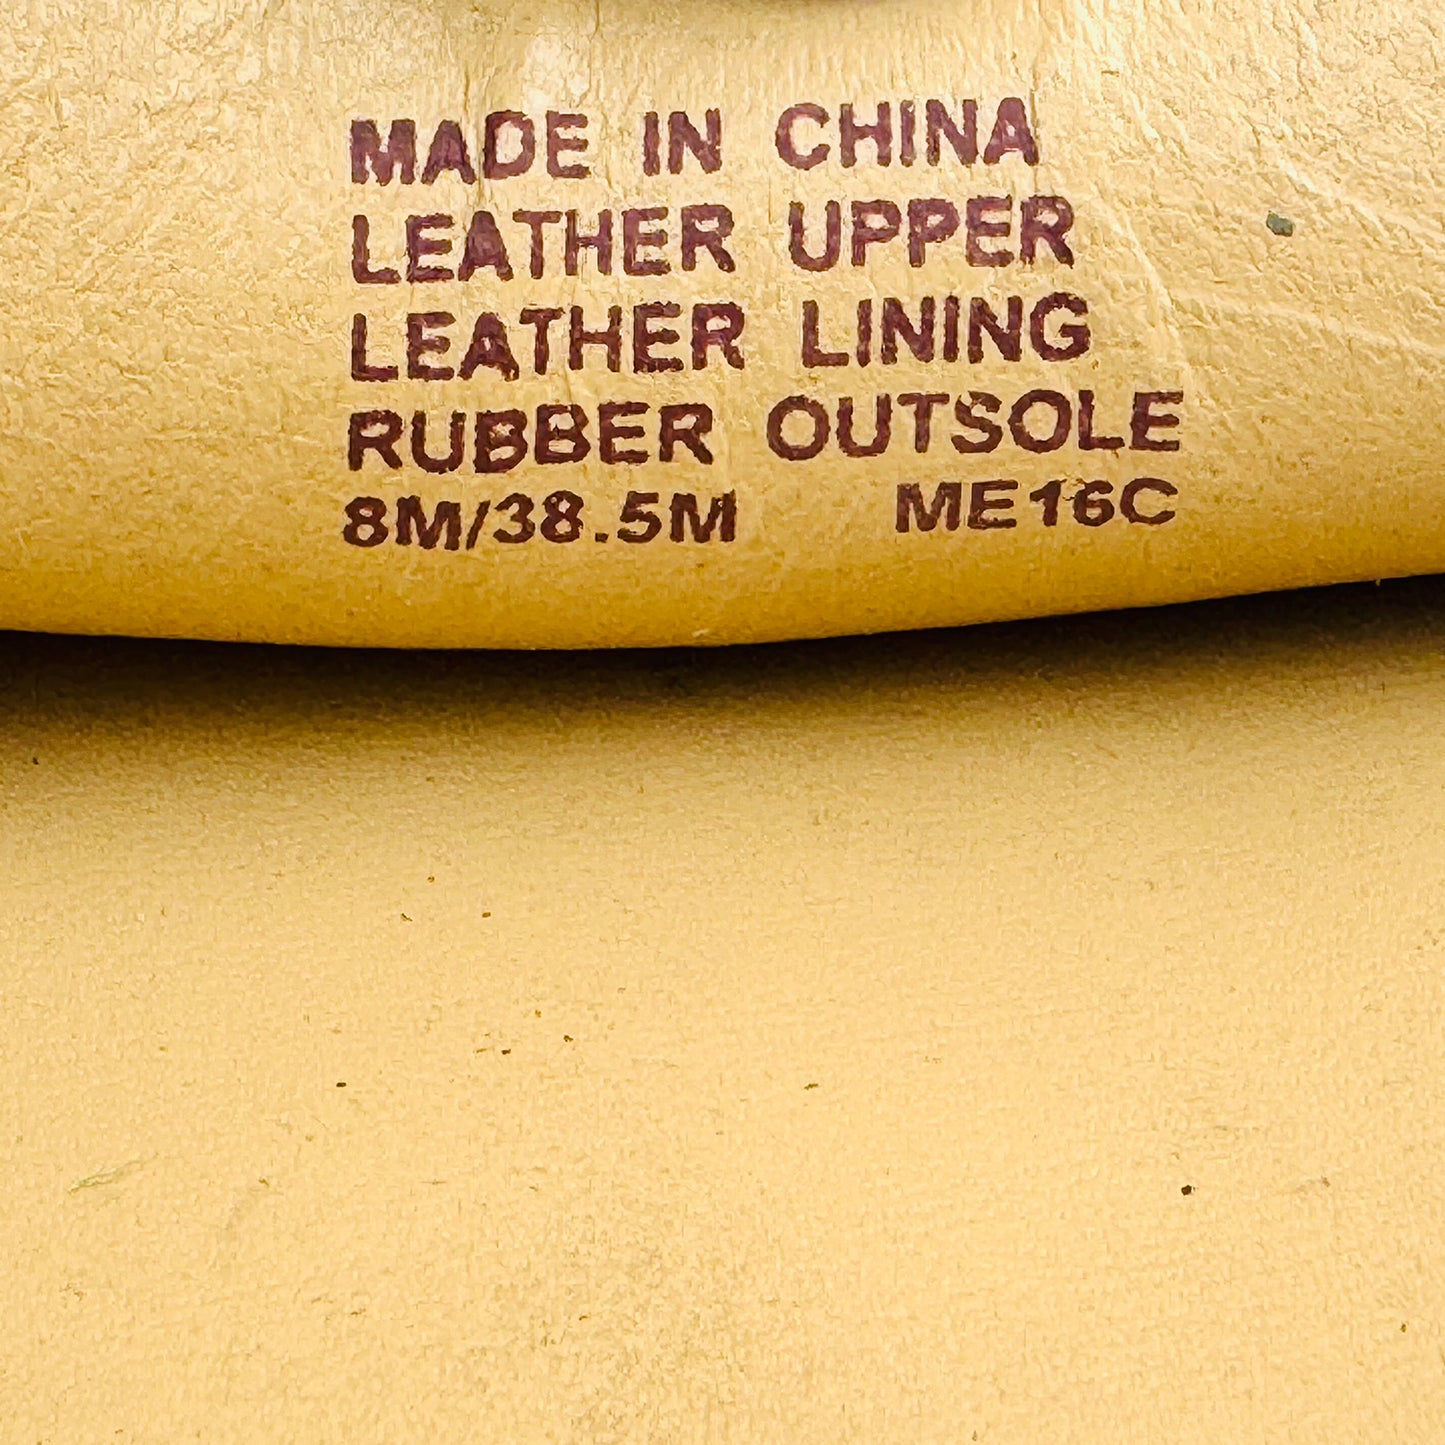 MADE IN CHINA
LEATHER UPPER
LEATHER LINING
RUBBER OUTSOLE
8M/38.5M ME16C